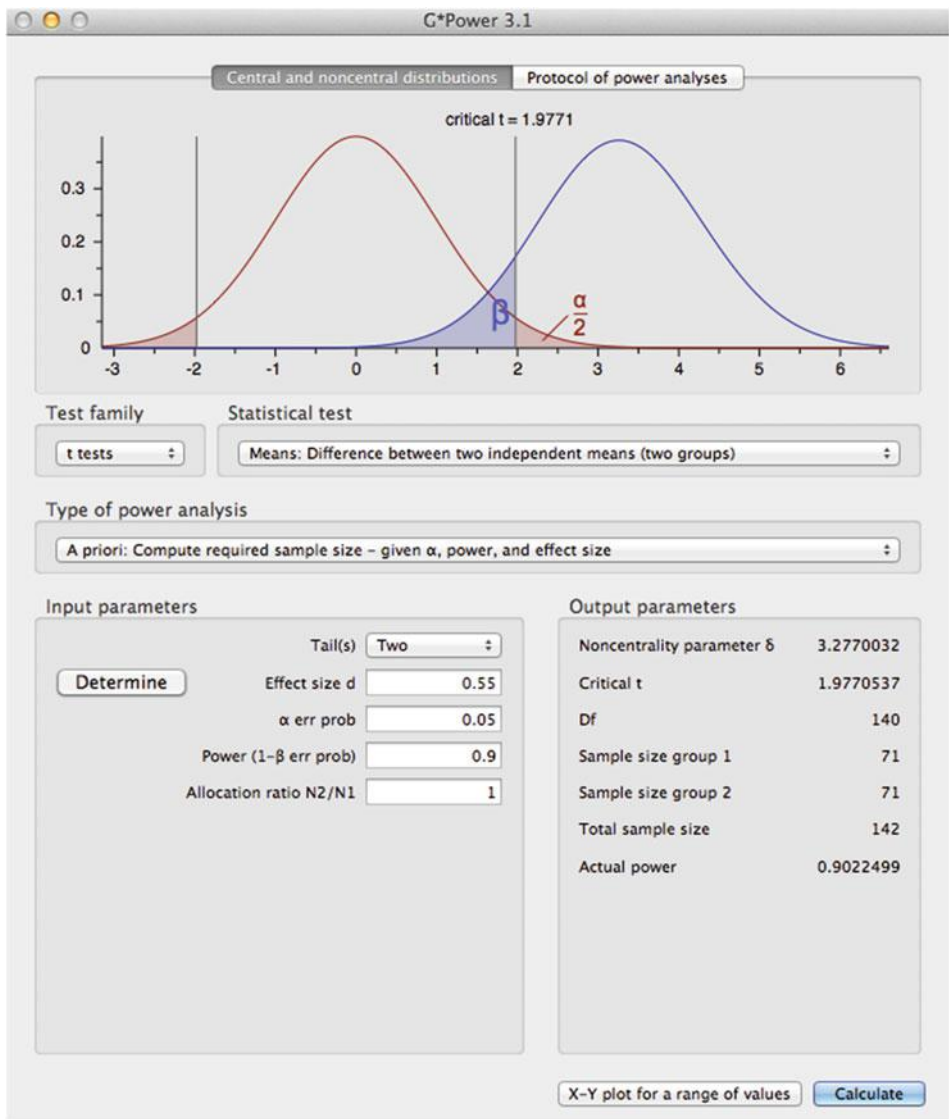 G*Power 3.1
Central and noncentral distributions Protocol of power analyses
critical t = 1.9771
0.3
0.2
0.1
0
β
α
2
-3 -2 -1 0 1 2 3 4 5 6
Test family Statistical test
t tests Means: Difference between two independent means (two groups)
Type of power analysis
A priori: Compute required sample size – given α, power, and effect size
Input parameters
Tail(s) Two
Determine Effect size d 0.55
α err prob 0.05
Power (1–β err prob) 0.9
Allocation ratio N2/N1 1
Output parameters
Noncentrality parameter δ 3.2770032
Critical t 1.9770537
Df 140
Sample size group 1 71
Sample size group 2 71
Total sample size 142
Actual power 0.9022499
X–Y plot for a range of values Calculate